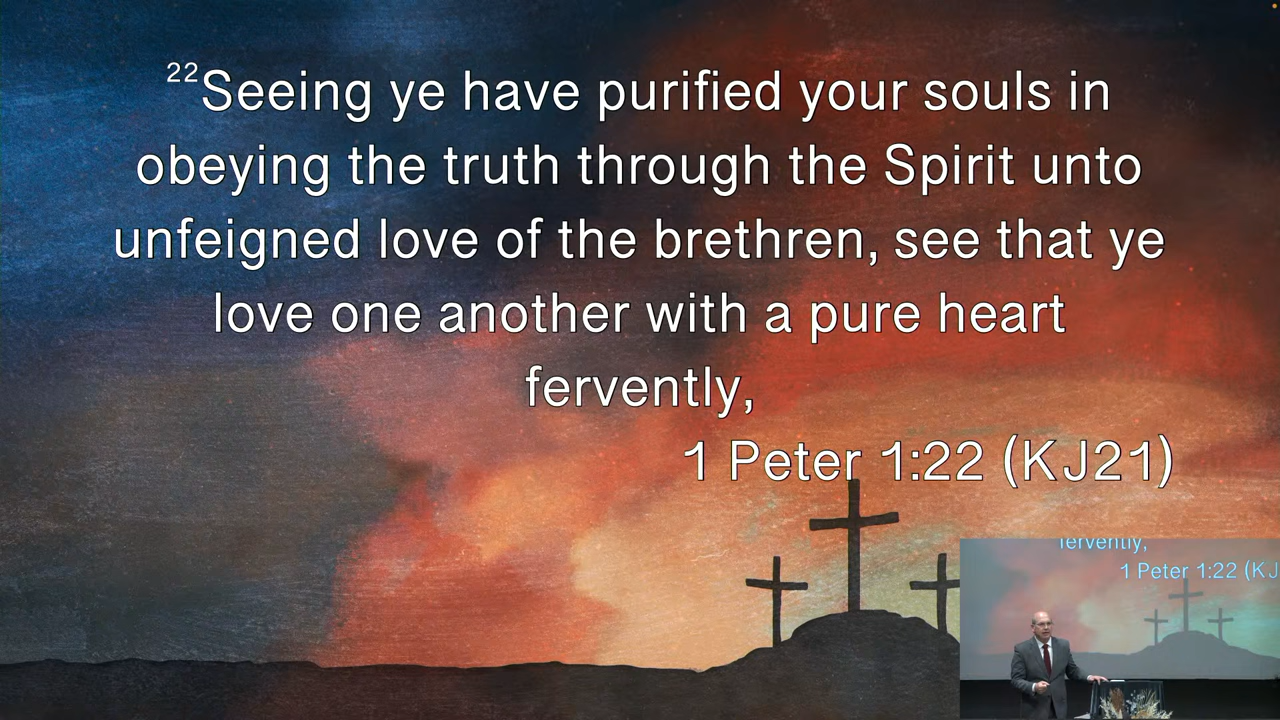 22Seeing ye have purified your souls in
obeying the truth through the Spirit unto
unfeigned love of the brethren, see that ye
love one another with a pure heart
fervently,
1 Peter 1:22 (KJ21)
fervently,
1 Peter 1:22 (KJ